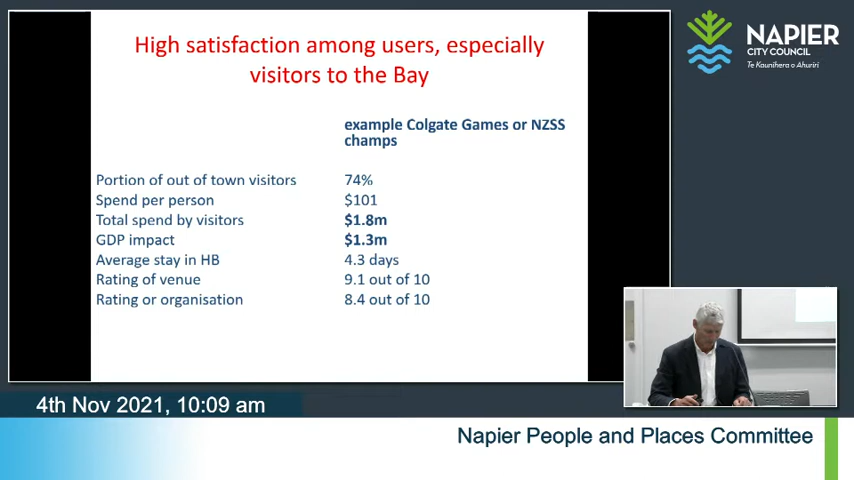 High satisfaction among users, especially
visitors to the Bay
example Colgate Games or NZSS
champs
Portion of out of town visitors 74%
Spend per person $101
Total spend by visitors $1.8m
GDP impact $1.3m
Average stay in HB 4.3 days
Rating of venue 9.1 out of 10
Rating or organisation 8.4 out of 10
NAPIER
CITY COUNCIL
Te Kaunihera o Ahuriri
4th Nov 2021, 10:09 am
Napier People and Places Committee